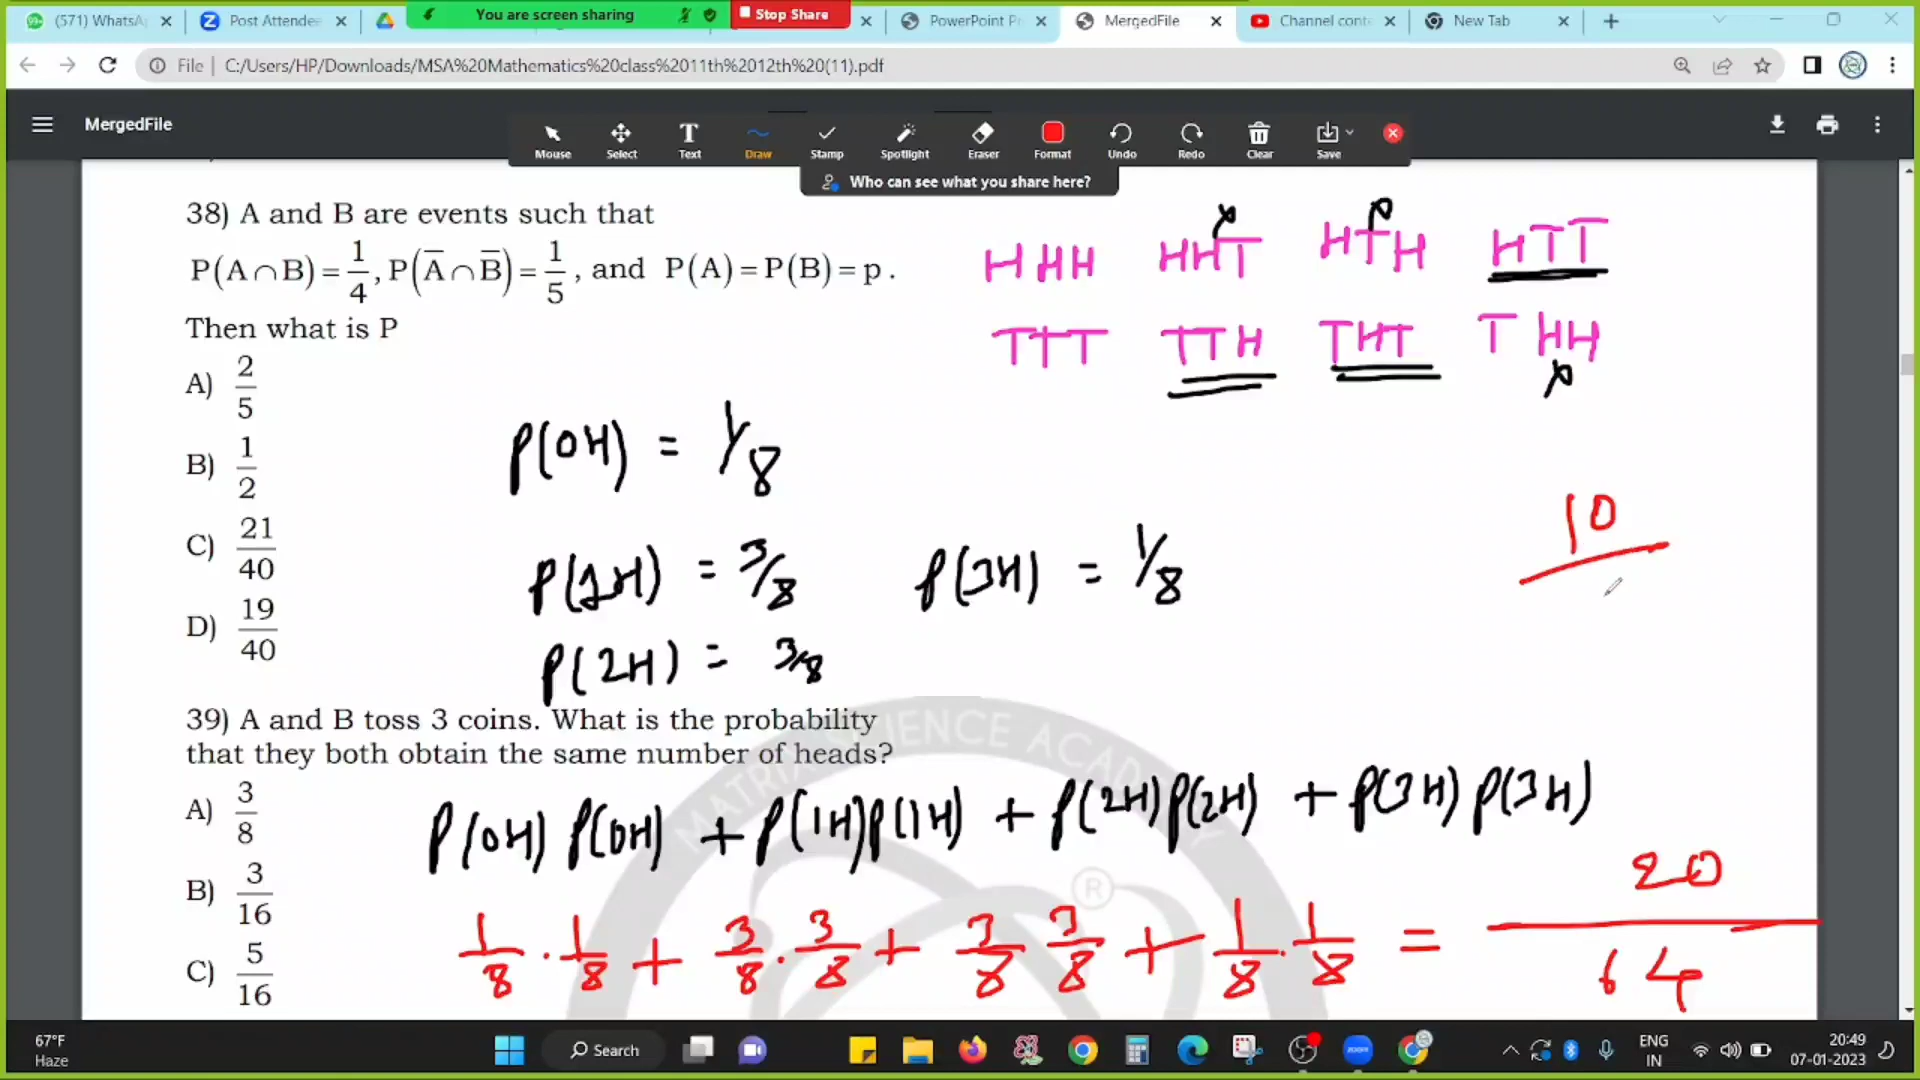 (571) WhatsA
Post Attende
You are screen sharing
Stop Share
PowerPoint P
MergedFile
Channel cont
New Tab
File
C:/Users/HP/Downloads/MSA%20Mathematics%20class%2011th%2012th%20(11).pdf
MergedFile
Mouse
Select
Text
Draw
Stamp
Spotlight
Eraser
Format
Undo
Redo
Clear
Save
Who can see what you share here?
38) A and B are events such that
P(A∩B) = 1/4, P(A̅∩B̅) = 1/5, and P(A) = P(B) = p.
Then what is P
A) 2/5
B) 1/2
C) 21/40
D) 19/40
HHH HHT HTH HTT
TTT TTH THT THH
P(0H) = 1/8
P(1H) = 3/8 P(3H) = 1/8
P(2H) = 3/8
10
39) A and B toss 3 coins. What is the probability
that they both obtain the same number of heads?
A) 3/8
B) 3/16
C) 5/16
P(0H) P(0H) + P(1H)P(1H) + P(2H)P(2H) + P(3H) P(3H)
1/8 · 1/8 + 3/8 · 3/8 + 3/8 3/8 + 1/8 · 1/8 = 20/64
MATRIX SCIENCE ACADEMY
®
67°F
Haze
Search
zoom
ENG
IN
20:49
07-01-2023